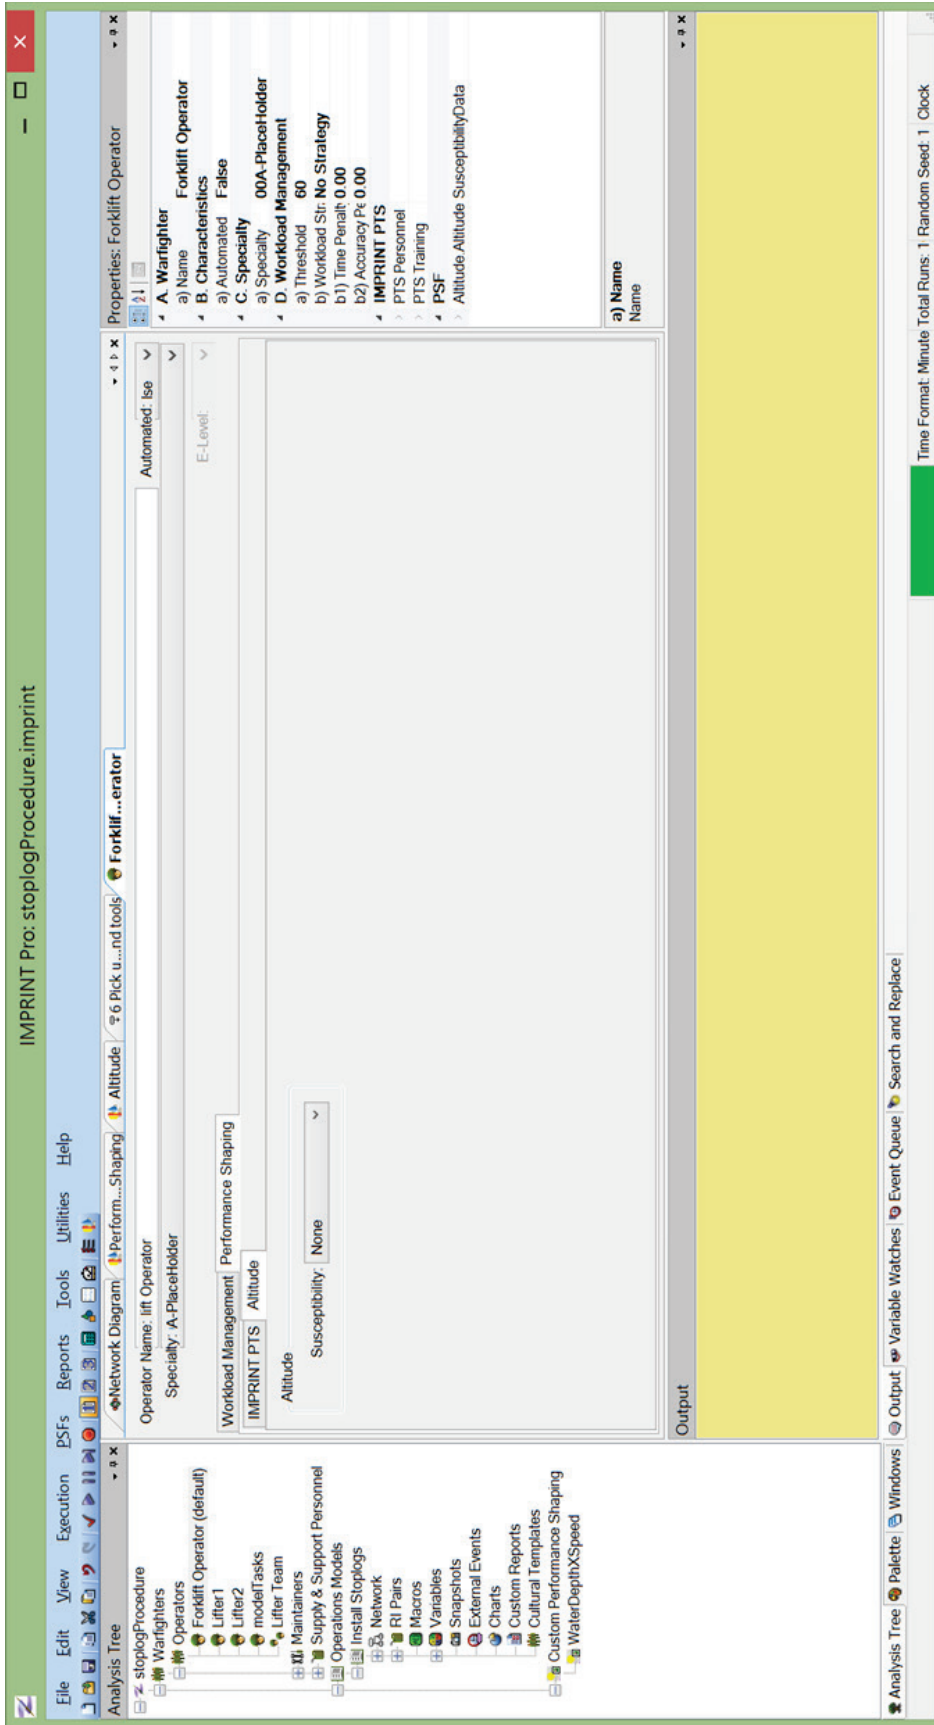 IMPRINT Pro: stoplogProcedure.imprint
File Edit View Execution PSFs Reports Tools Utilities Help
Analysis Tree
stoplogProcedure
Warfighters
Operators
Forklift Operator (default)
Lifter1
Lifter2
modelTasks
Lifter Team
Maintainers
Supply & Support Personnel
Operations Models
Install Stoplogs
Network
RI Pairs
Macros
Variables
Snapshots
External Events
Charts
Custom Reports
Cultural Templates
Custom Performance Shaping
WaterDepthXSpeed
Analysis Tree Palette Windows
Network Diagram Perform...Shaping Altitude 6 Pick u...nd tools Forklif...erator
Operator Name: lift Operator Automated: lse
Specialty: A-PlaceHolder
E-Level:
Workload Management Performance Shaping
IMPRINT PTS Altitude
Altitude
Susceptibility: None
Properties: Forklift Operator
A. Warfighter
a) Name Forklift Operator
B. Characteristics
a) Automated False
C. Specialty
a) Specialty 00A-PlaceHolder
D. Workload Management
a) Threshold 60
b) Workload Str: No Strategy
b1) Time Penalt 0.00
b2) Accuracy Pe 0.00
IMPRINT PTS
PTS Personnel
PTS Training
PSF
Altitude.Altitude SusceptibilityData
a) Name
Name
Output
Output Variable Watches Event Queue Search and Replace
Time Format: Minute Total Runs: 1 Random Seed: 1 Clock